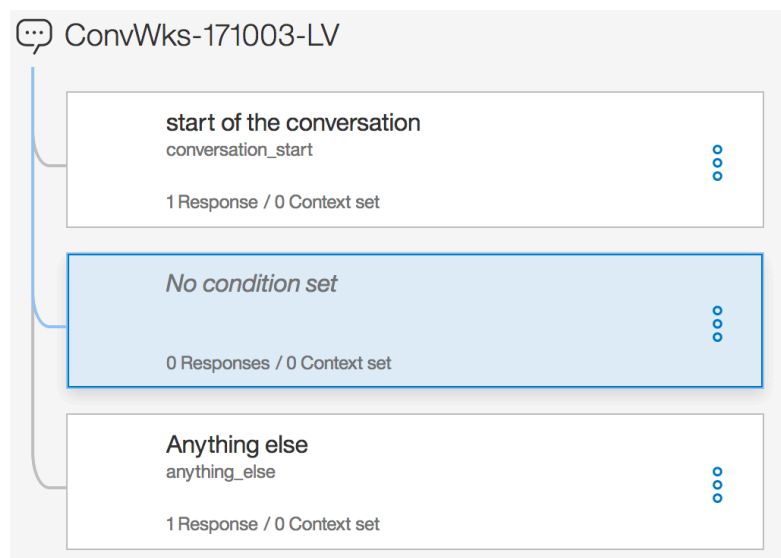 ConvWks-171003-LV
start of the conversation
conversation_start
1 Response / 0 Context set
No condition set
0 Responses / 0 Context set
Anything else
anything_else
1 Response / 0 Context set